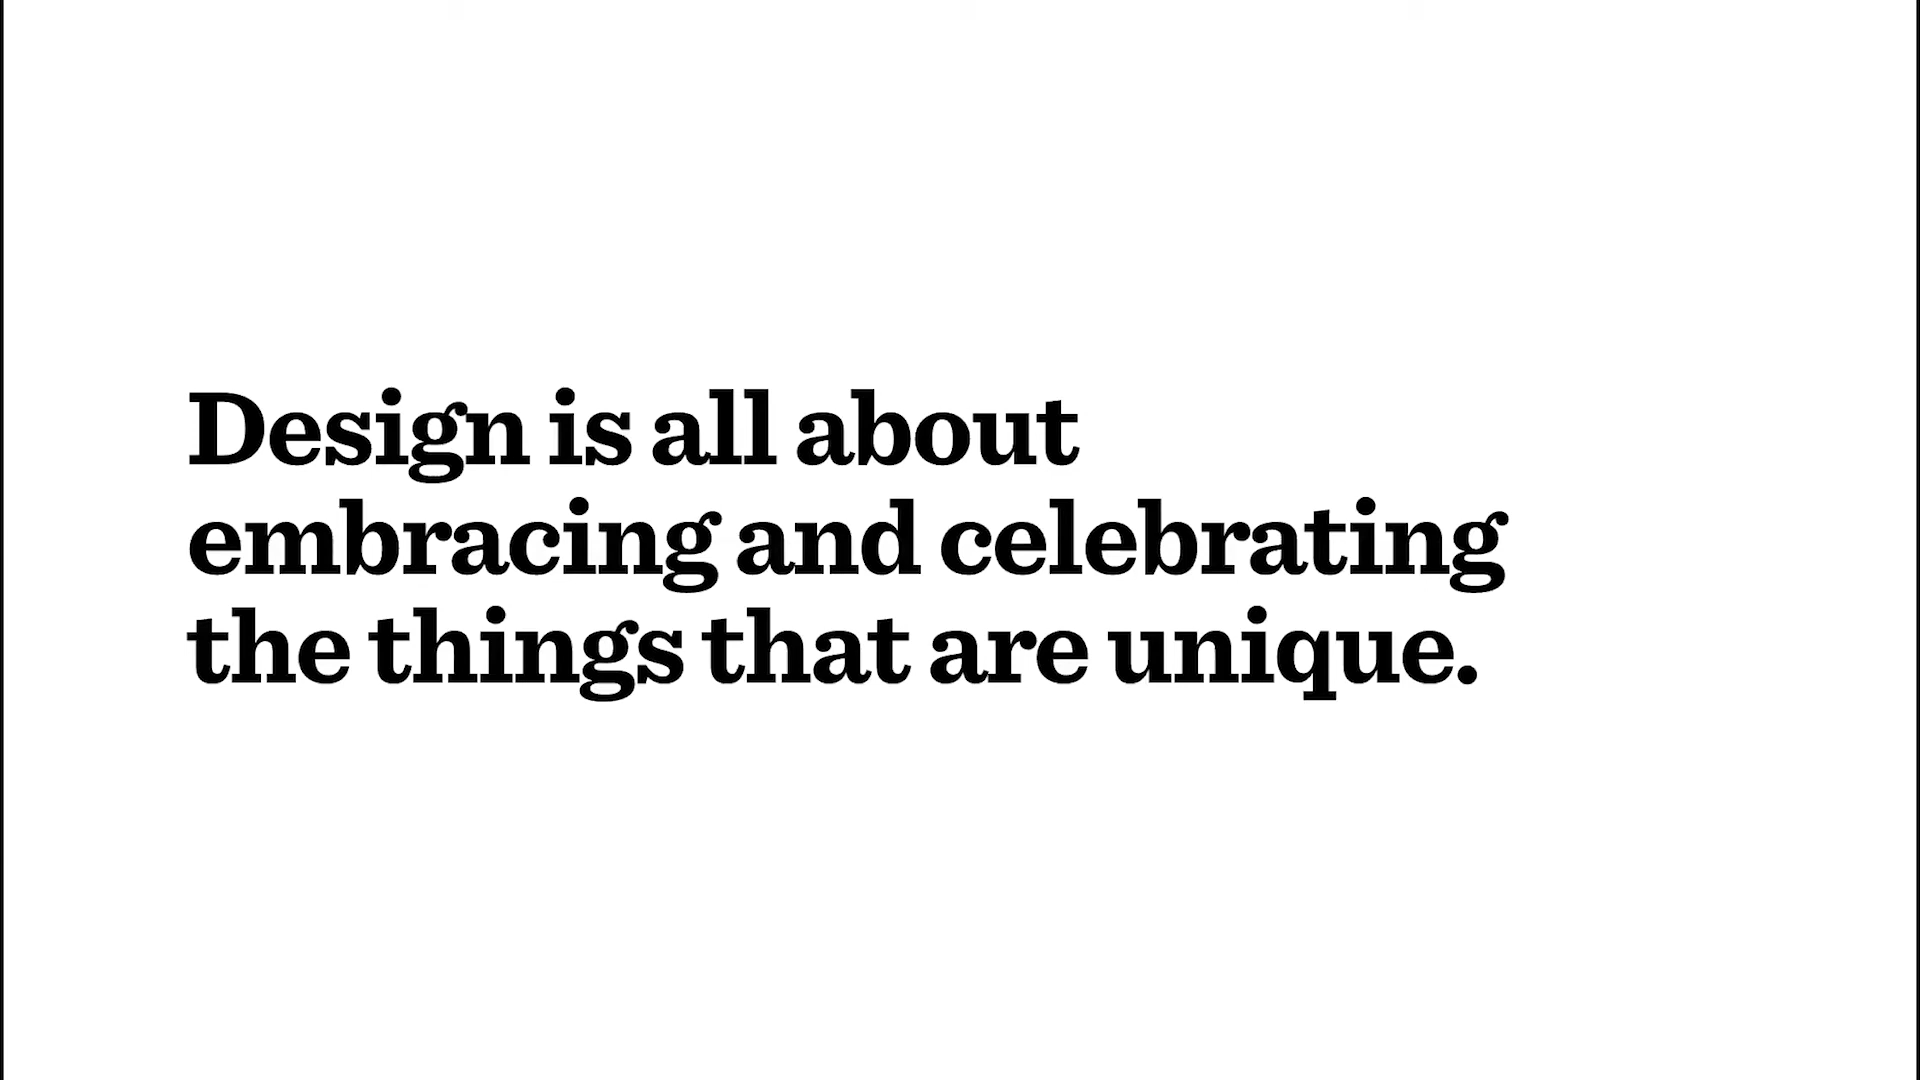 Design is all about
embracing and celebrating
the things that are unique.